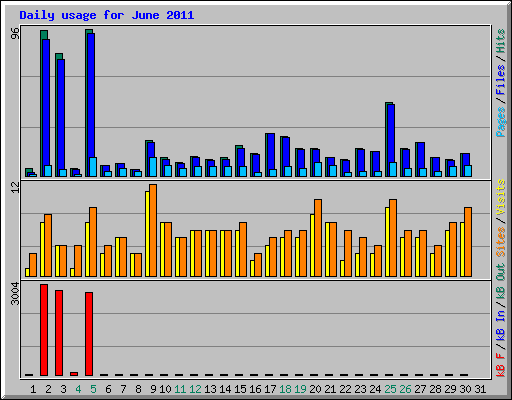 Daily usage for June 2011
96
Pages / Files / Hits
12
Sites / Visits
3004
kB F / kB In / kB Out
1 2 3 4 5 6 7 8 9 10 11 12 13 14 15 16 17 18 19 20 21 22 23 24 25 26 27 28 29 30 31